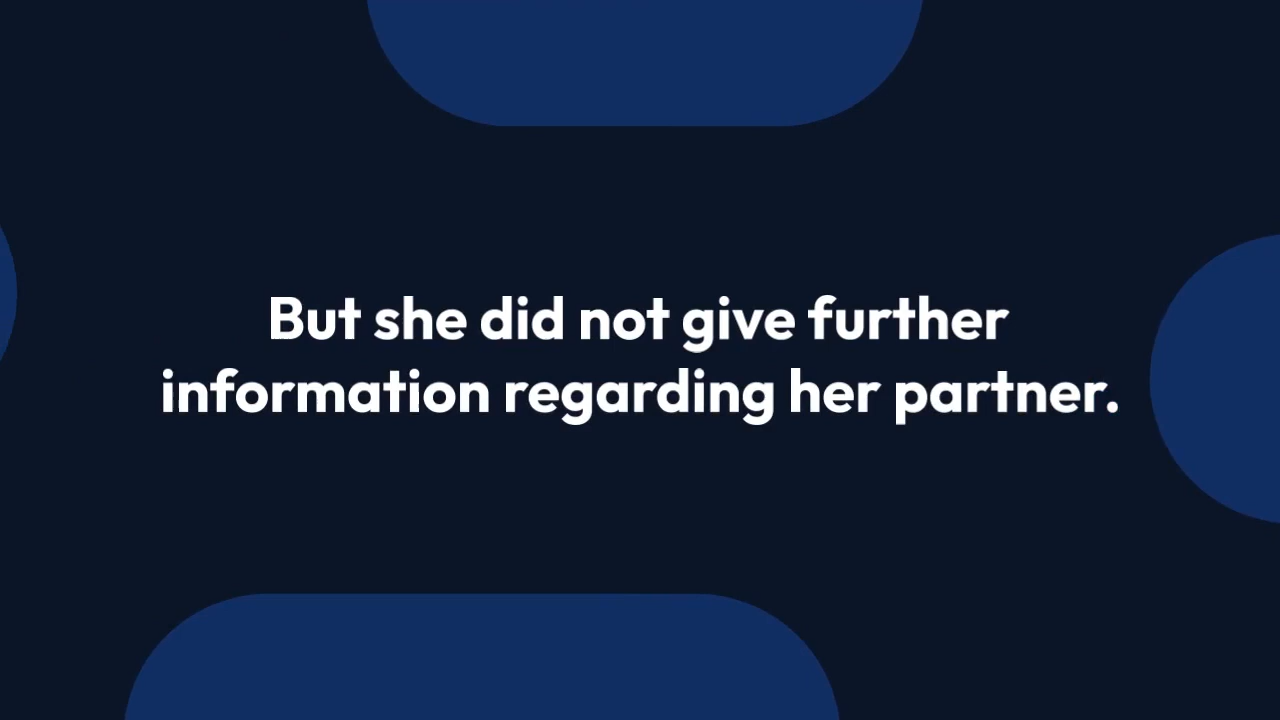 But she did not give further
information regarding her partner.